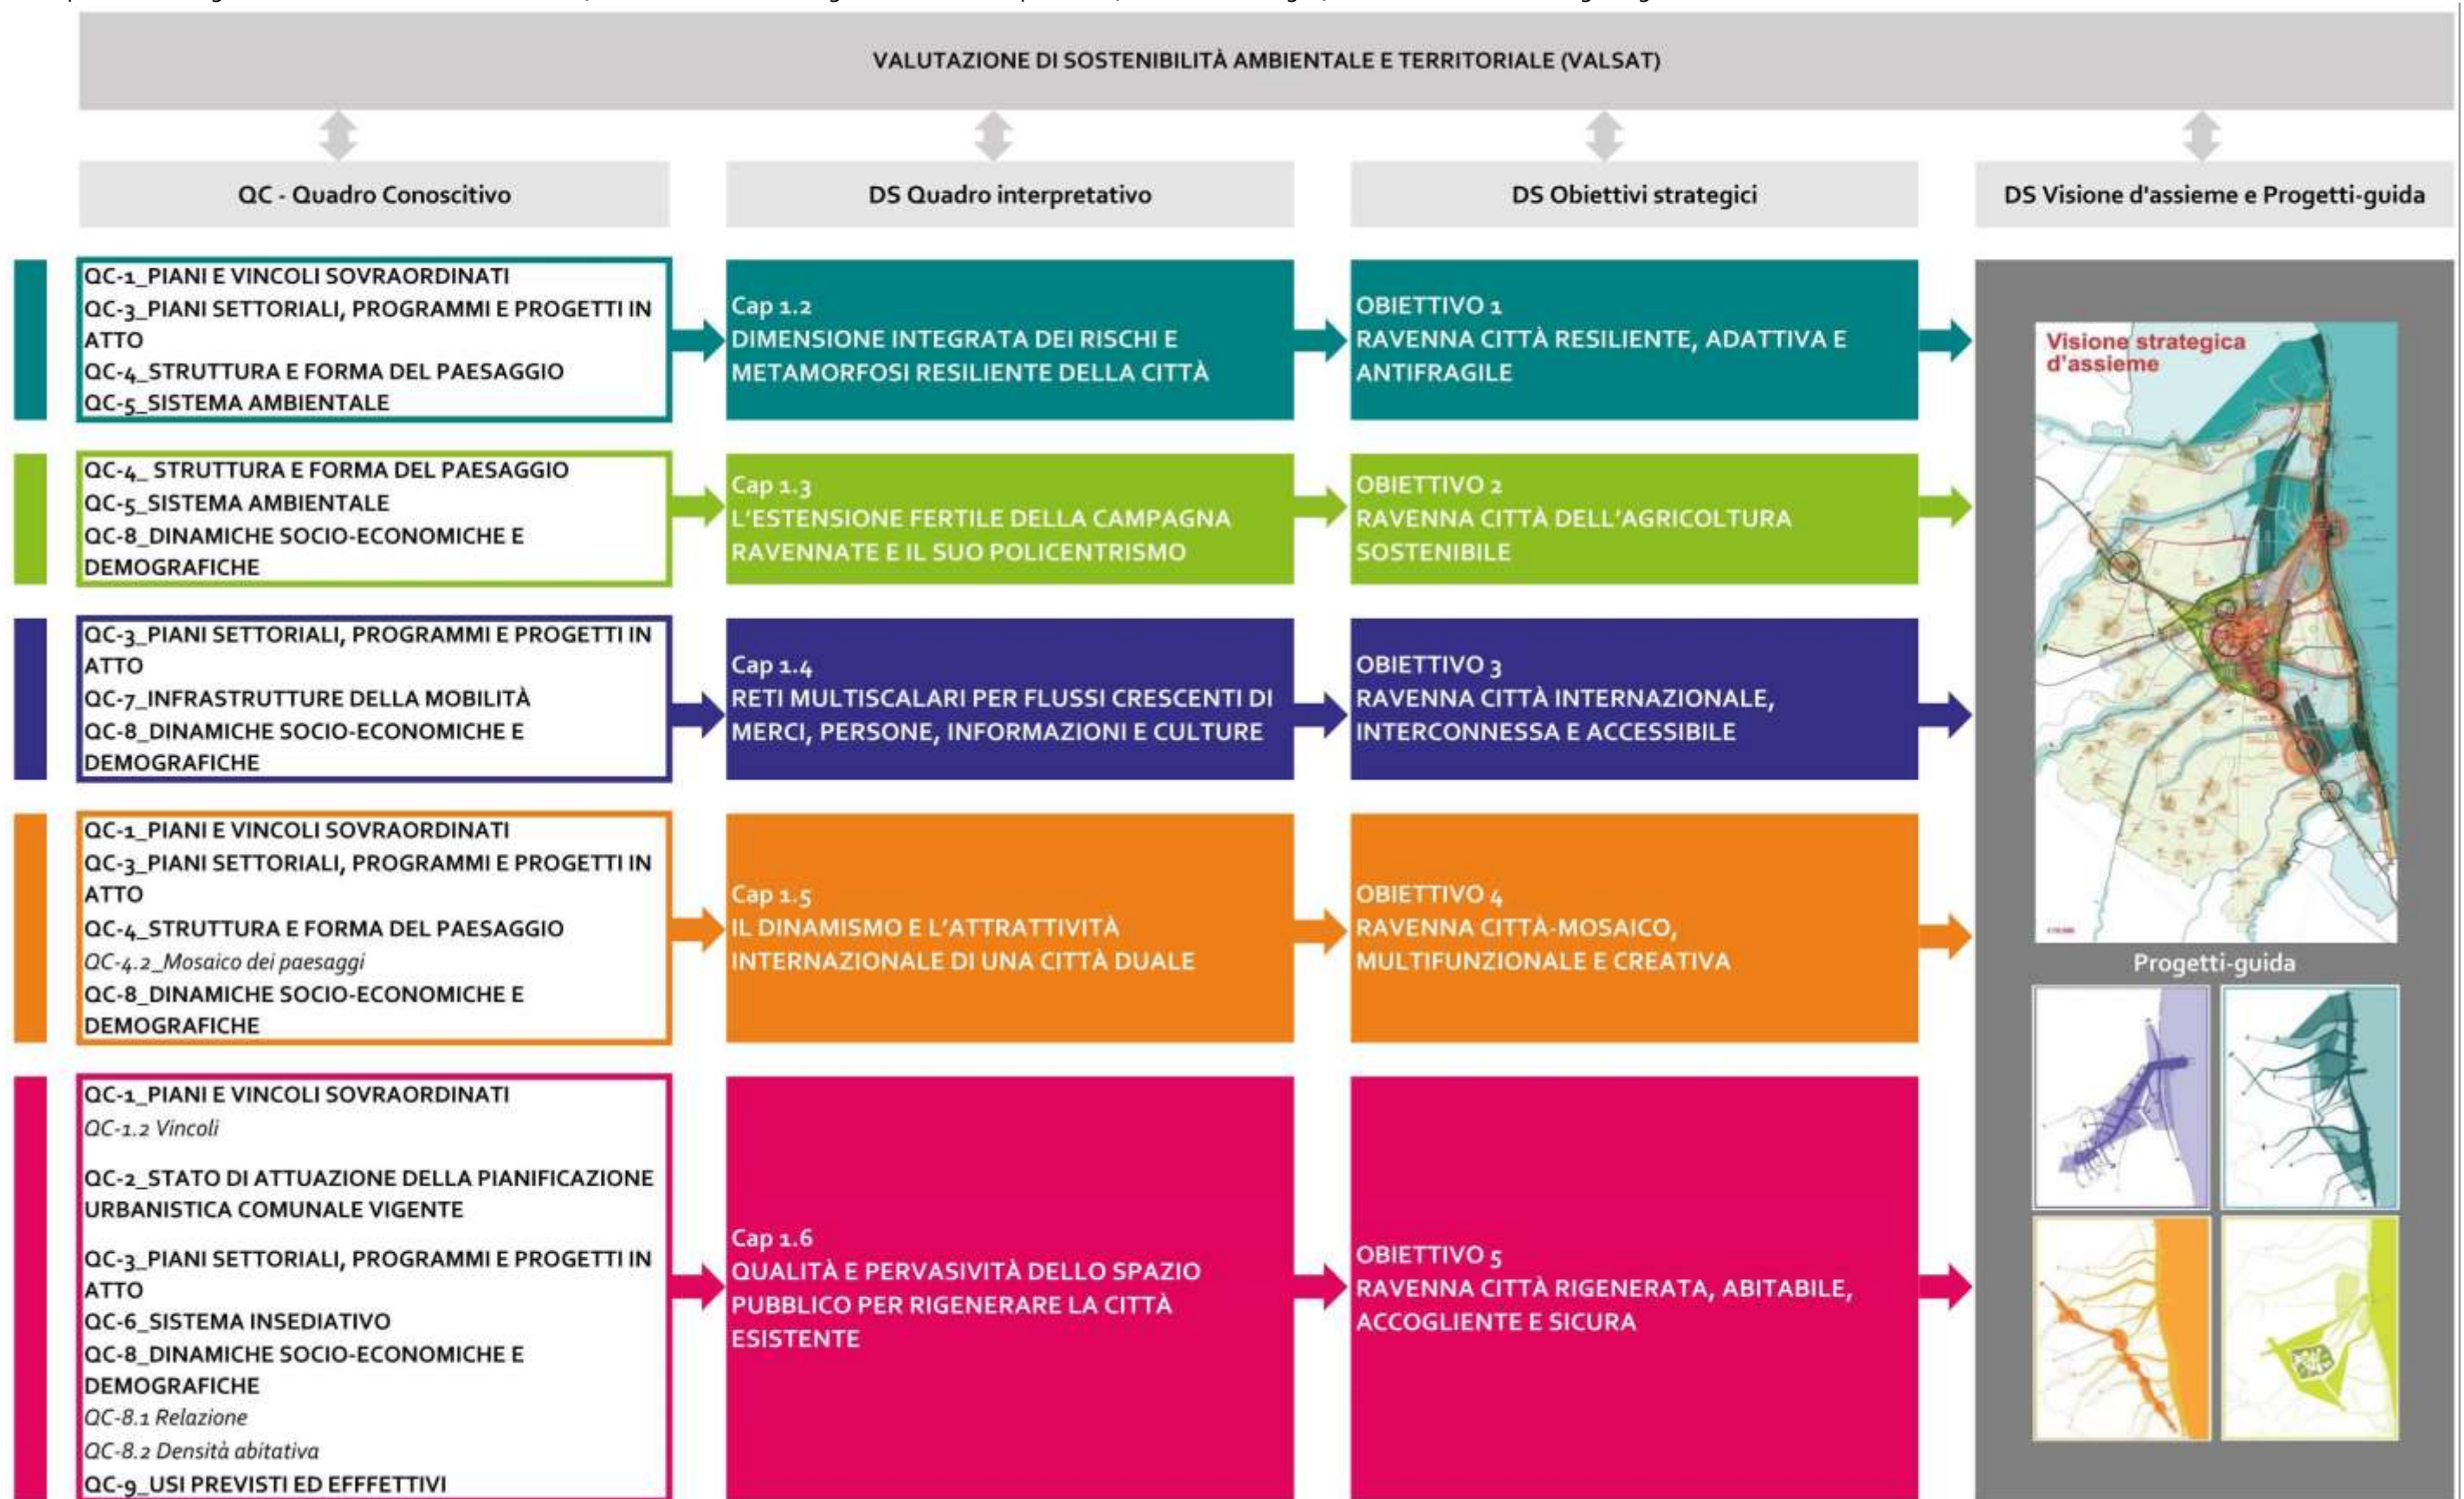 VALUTAZIONE DI SOSTENIBILITÀ AMBIENTALE E TERRITORIALE (VALSAT)
QC - Quadro Conoscitivo
DS Quadro interpretativo
DS Obiettivi strategici
DS Visione d'assieme e Progetti-guida
QC-1_PIANI E VINCOLI SOVRAORDINATI
QC-3_PIANI SETTORIALI, PROGRAMMI E PROGETTI IN
ATTO
QC-4_STRUTTURA E FORMA DEL PAESAGGIO
QC-5_SISTEMA AMBIENTALE
Cap 1.2
DIMENSIONE INTEGRATA DEI RISCHI E
METAMORFOSI RESILIENTE DELLA CITTÀ
OBIETTIVO 1
RAVENNA CITTÀ RESILIENTE, ADATTIVA E
ANTIFRAGILE
QC-4_ STRUTTURA E FORMA DEL PAESAGGIO
QC-5_SISTEMA AMBIENTALE
QC-8_DINAMICHE SOCIO-ECONOMICHE E
DEMOGRAFICHE
Cap 1.3
L'ESTENSIONE FERTILE DELLA CAMPAGNA
RAVENNATE E IL SUO POLICENTRISMO
OBIETTIVO 2
RAVENNA CITTÀ DELL'AGRICOLTURA
SOSTENIBILE
QC-3_PIANI SETTORIALI, PROGRAMMI E PROGETTI IN
ATTO
QC-7_INFRASTRUTTURE DELLA MOBILITÀ
QC-8_DINAMICHE SOCIO-ECONOMICHE E
DEMOGRAFICHE
Cap 1.4
RETI MULTISCALARI PER FLUSSI CRESCENTI DI
MERCI, PERSONE, INFORMAZIONI E CULTURE
OBIETTIVO 3
RAVENNA CITTÀ INTERNAZIONALE,
INTERCONNESSA E ACCESSIBILE
QC-1_PIANI E VINCOLI SOVRAORDINATI
QC-3_PIANI SETTORIALI, PROGRAMMI E PROGETTI IN
ATTO
QC-4_STRUTTURA E FORMA DEL PAESAGGIO
QC-4.2_Mosaico dei paesaggi
QC-8_DINAMICHE SOCIO-ECONOMICHE E
DEMOGRAFICHE
Cap 1.5
IL DINAMISMO E L'ATTRATTIVITÀ
INTERNAZIONALE DI UNA CITTÀ DUALE
OBIETTIVO 4
RAVENNA CITTÀ-MOSAICO,
MULTIFUNZIONALE E CREATIVA
QC-1_PIANI E VINCOLI SOVRAORDINATI
QC-1.2 Vincoli
QC-2_STATO DI ATTUAZIONE DELLA PIANIFICAZIONE
URBANISTICA COMUNALE VIGENTE
QC-3_PIANI SETTORIALI, PROGRAMMI E PROGETTI IN
ATTO
QC-6_SISTEMA INSEDIATIVO
QC-8_DINAMICHE SOCIO-ECONOMICHE E
DEMOGRAFICHE
QC-8.1 Relazione
QC-8.2 Densità abitativa
QC-9_USI PREVISTI ED EFFFETTIVI
Cap 1.6
QUALITÀ E PERVASIVITÀ DELLO SPAZIO
PUBBLICO PER RIGENERARE LA CITTÀ
ESISTENTE
OBIETTIVO 5
RAVENNA CITTÀ RIGENERATA, ABITABILE,
ACCOGLIENTE E SICURA
Visione strategica
d'assieme
Progetti-guida